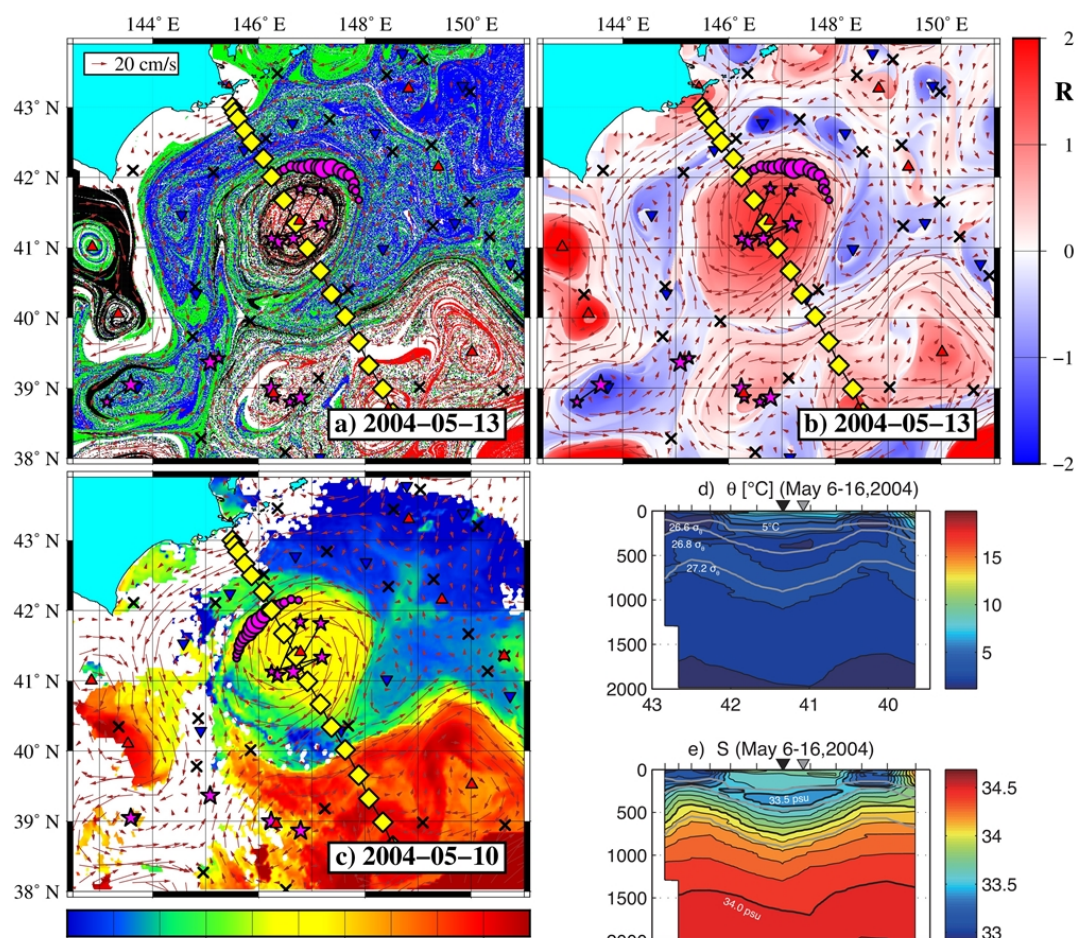 144° E 146° E 148° E 150° E 144° E 146° E 148° E 150° E
20 cm/s
43° N
42° N
41° N
40° N
39° N
38° N
a) 2004-05-13
b) 2004-05-13
2
R
1
0
-1
-2
43° N
42° N
41° N
40° N
39° N
38° N
c) 2004-05-10
d) θ [°C] (May 6-16,2004)
0
500
1000
1500
2000
26.6 σθ
5°C
26.8 σθ
27.2 σθ
43 42 41 40
15
10
5
e) S (May 6-16,2004)
0
500
1000
1500
33.5 psu
34.0 psu
34.5
34
33.5
33